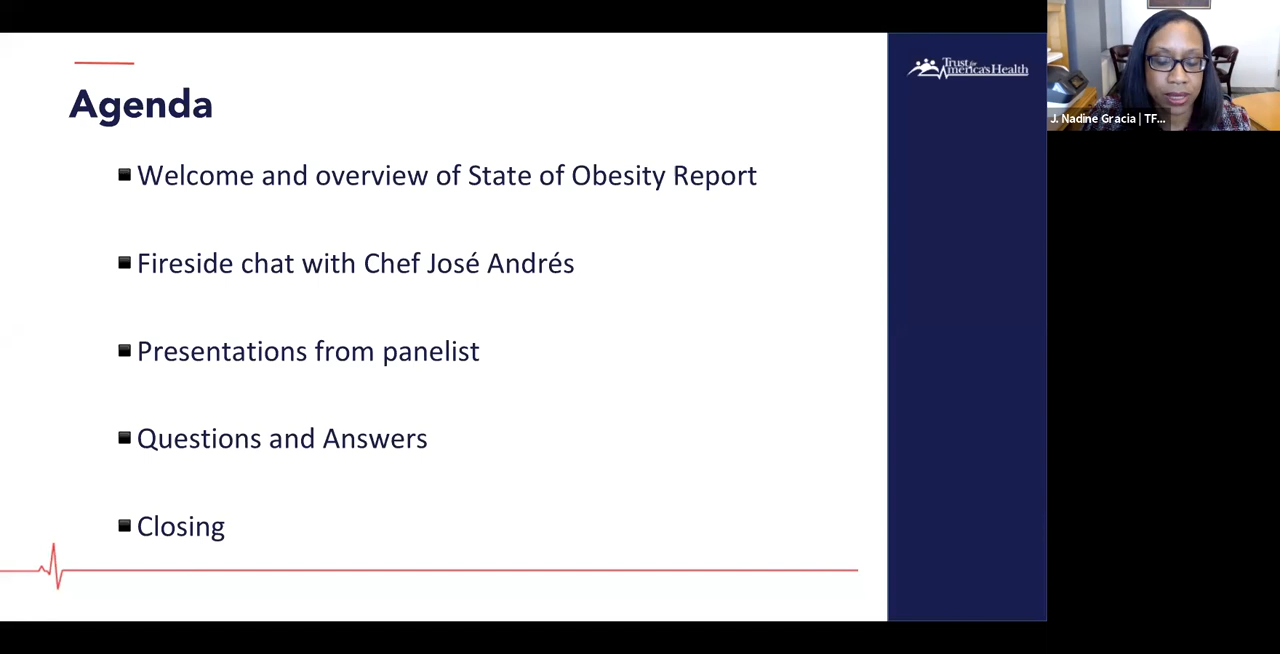 Agenda
Welcome and overview of State of Obesity Report
Fireside chat with Chef José Andrés
Presentations from panelist
Questions and Answers
Closing
Trust for
America's Health
J. Nadine Gracia | TF...